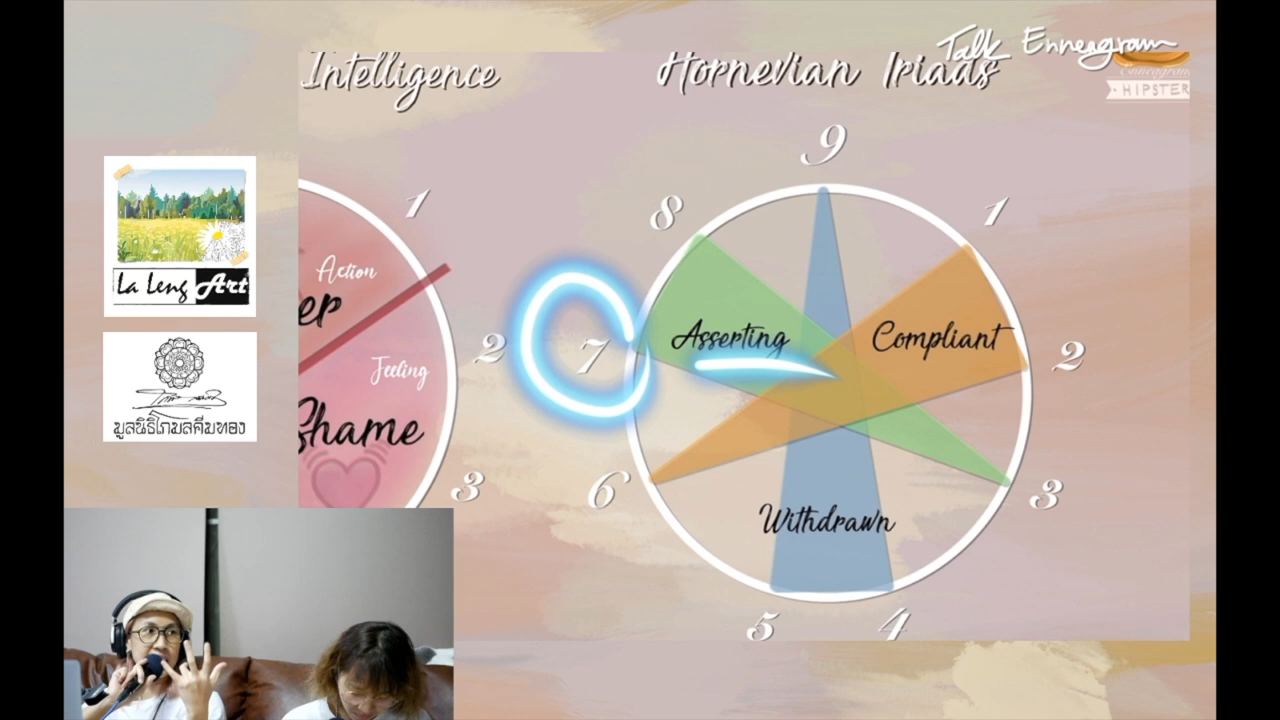 Talk Enneagram
Intelligence
Hornevian Triads
Enneagram
HIPSTER
9
8
1
1
Action
Asserting
Compliant
2
7
2
Feeling
Shame
6
3
3
Withdrawn
5
4
La Leng Art
มูลนิธิโกมลคีมทอง